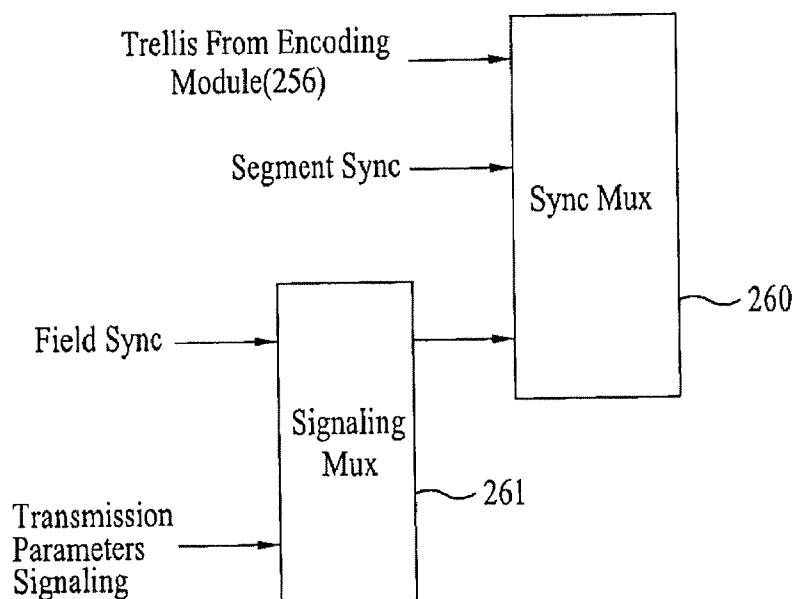 Trellis From Encoding
Module(256)
Segment Sync
Sync Mux
260
Field Sync
Signaling
Mux
261
Transmission
Parameters
Signaling